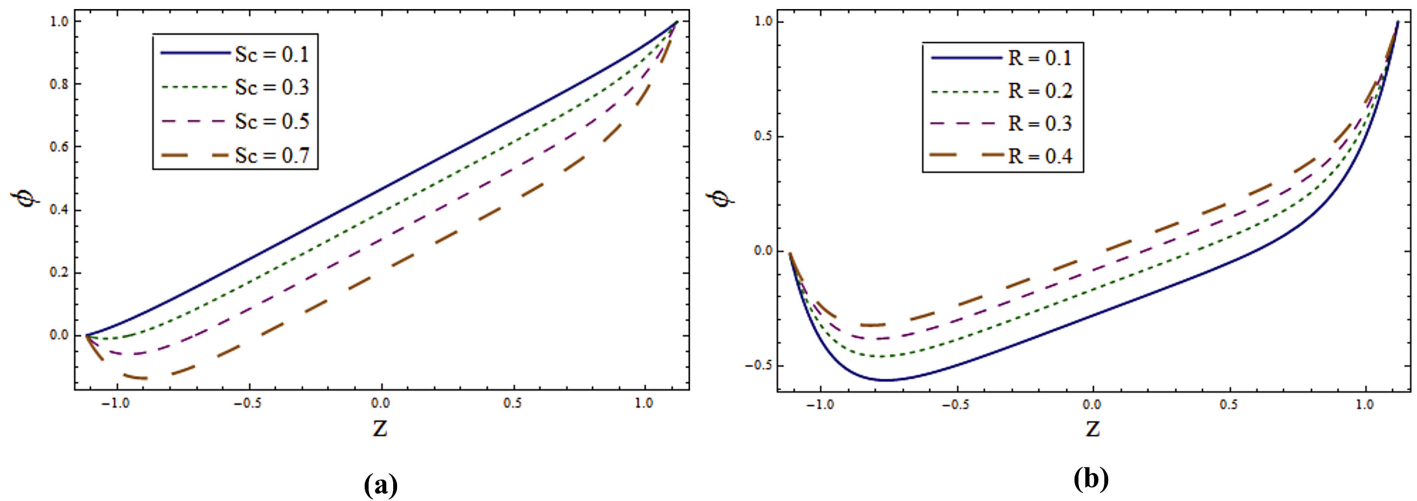 (a)
Sc = 0.1
Sc = 0.3
Sc = 0.5
Sc = 0.7
1.0
0.8
0.6
0.4
0.2
0.0
ϕ
−1.0
−0.5
0.0
0.5
1.0
Z
(a)
(b)
R = 0.1
R = 0.2
R = 0.3
R = 0.4
1.0
0.5
0.0
−0.5
ϕ
−1.0
−0.5
0.0
0.5
1.0
Z
(b)